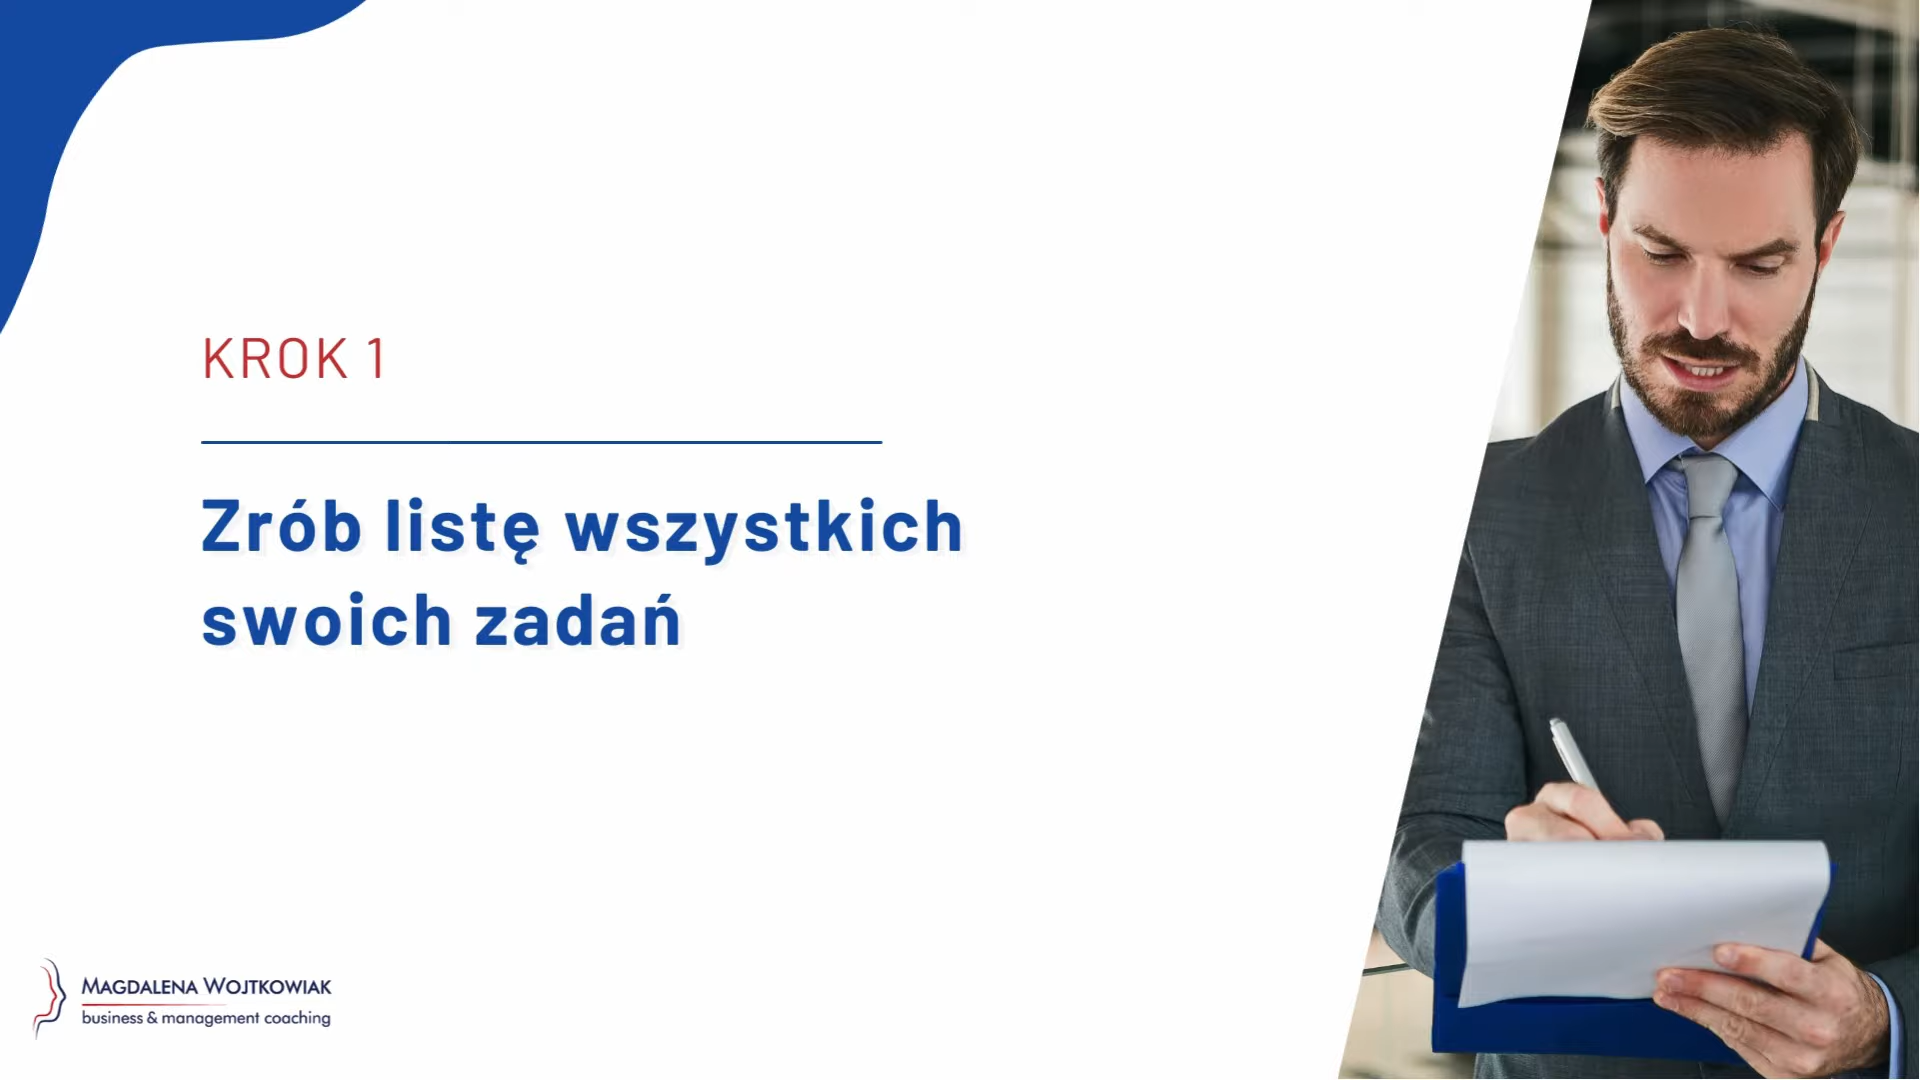 KROK 1
Zrób listę wszystkich
swoich zadań
MAGDALENA WOJTKOWIAK
business & management coaching